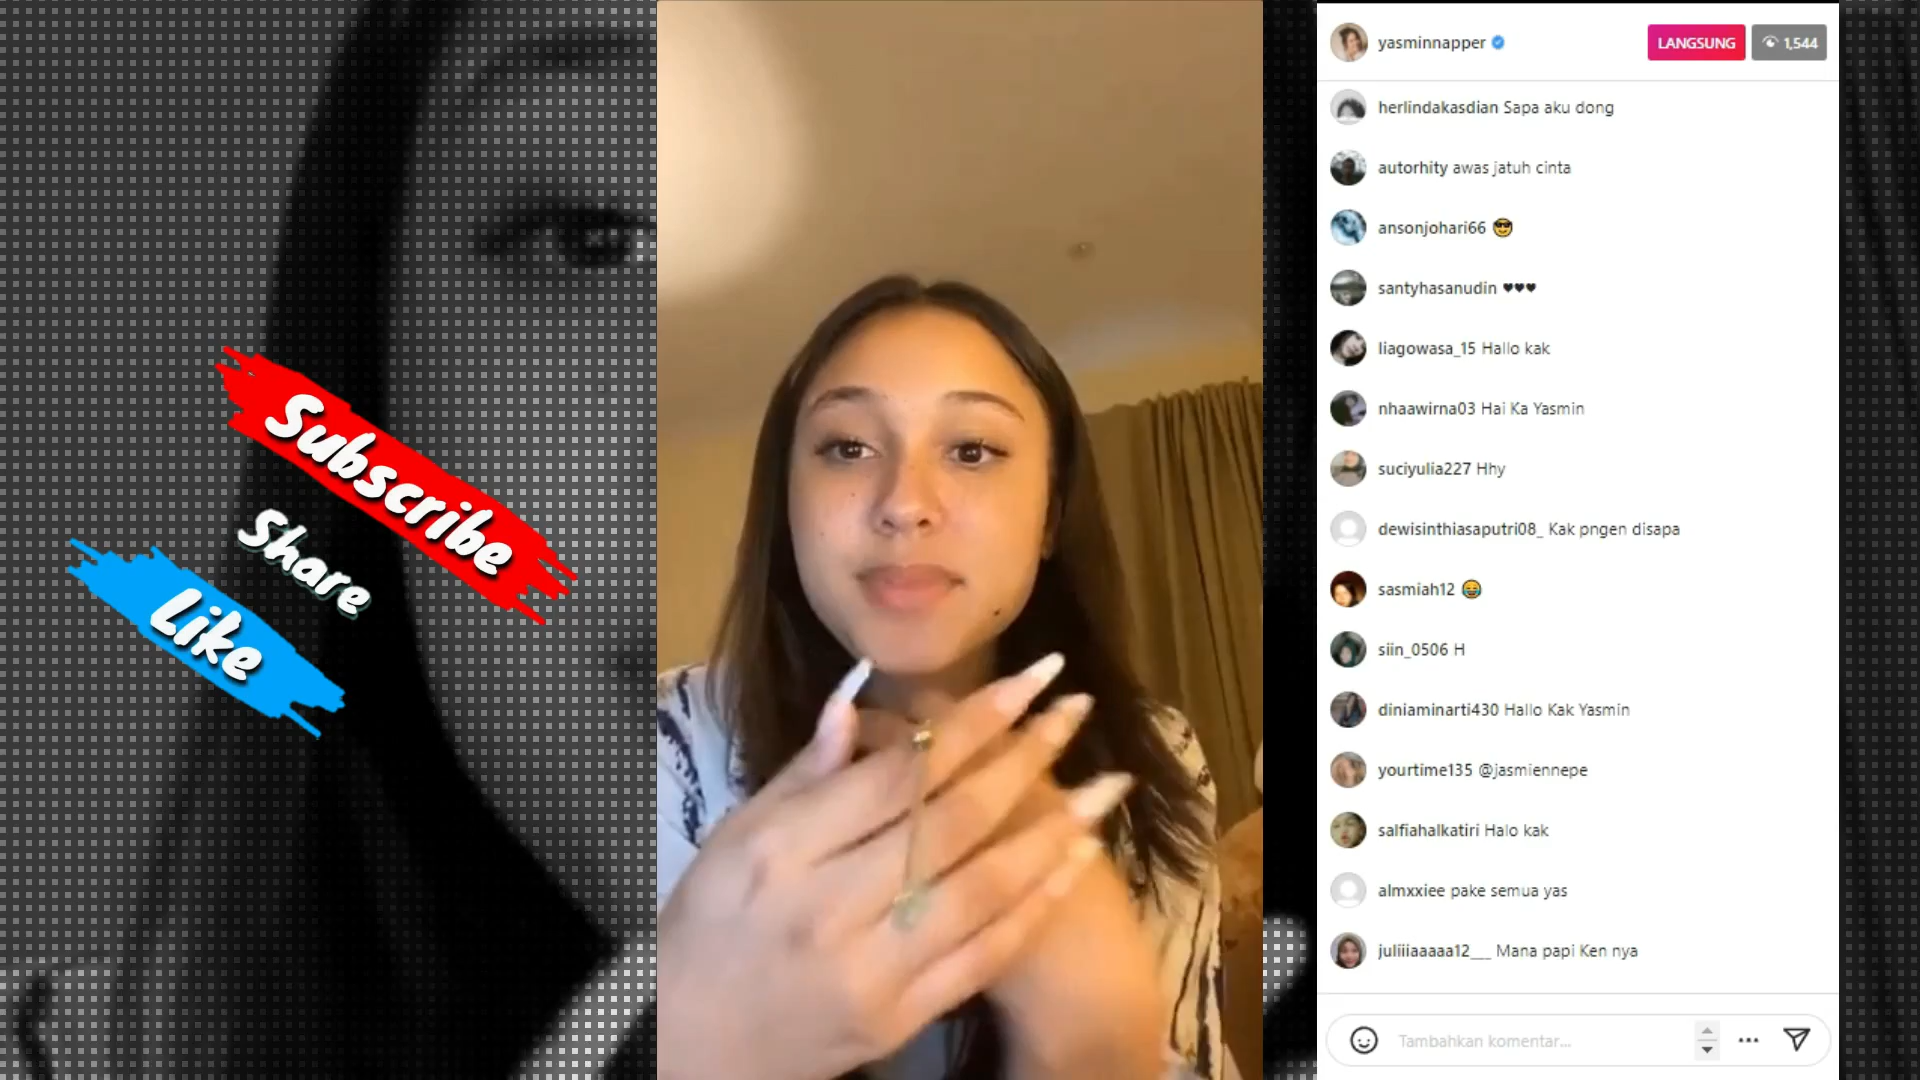 Subscribe
Share
Like
yasminnapper
LANGSUNG
1,544
herlindakasdian Sapa aku dong
autorhity awas jatuh cinta
ansonjohari66 😎
santyhasanudin ♥♥♥
liagowasa_15 Hallo kak
nhaawirna03 Hai Ka Yasmin
suciyulia227 Hhy
dewisinthiasaputri08_ Kak pngen disapa
sasmiah12 😂
siin_0506 H
diniaminarti430 Hallo Kak Yasmin
yourtime135 @jasmiennepe
salfiahalkatiri Halo kak
almxxiee pake semua yas
juliiiaaaaa12___ Mana papi Ken nya
Tambahkan komentar...